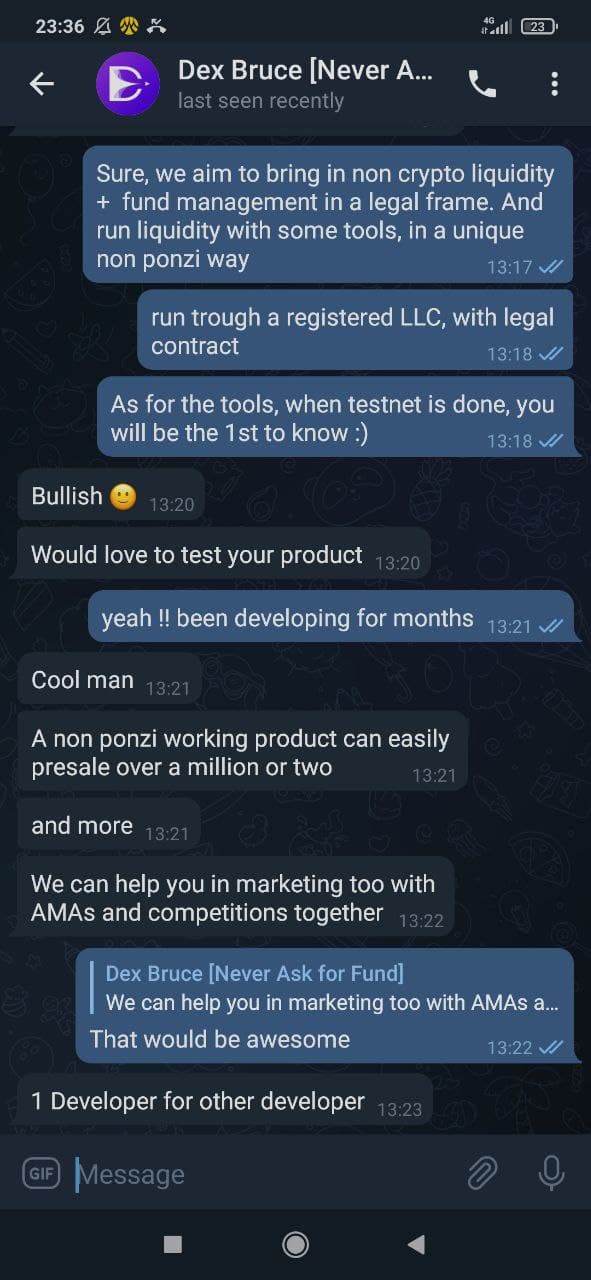 23:36
4G
23
Dex Bruce [Never A...
last seen recently
Sure, we aim to bring in non crypto liquidity
+ fund management in a legal frame. And
run liquidity with some tools, in a unique
non ponzi way
13:17
run trough a registered LLC, with legal
contract
13:18
As for the tools, when testnet is done, you
will be the 1st to know :)
13:18
Bullish 🙂 13:20
Would love to test your product 13:20
yeah !! been developing for months 13:21
Cool man 13:21
A non ponzi working product can easily
presale over a million or two 13:21
and more 13:21
We can help you in marketing too with
AMAs and competitions together 13:22
Dex Bruce [Never Ask for Fund]
We can help you in marketing too with AMAs a...
That would be awesome 13:22
1 Developer for other developer 13:23
GIF Message